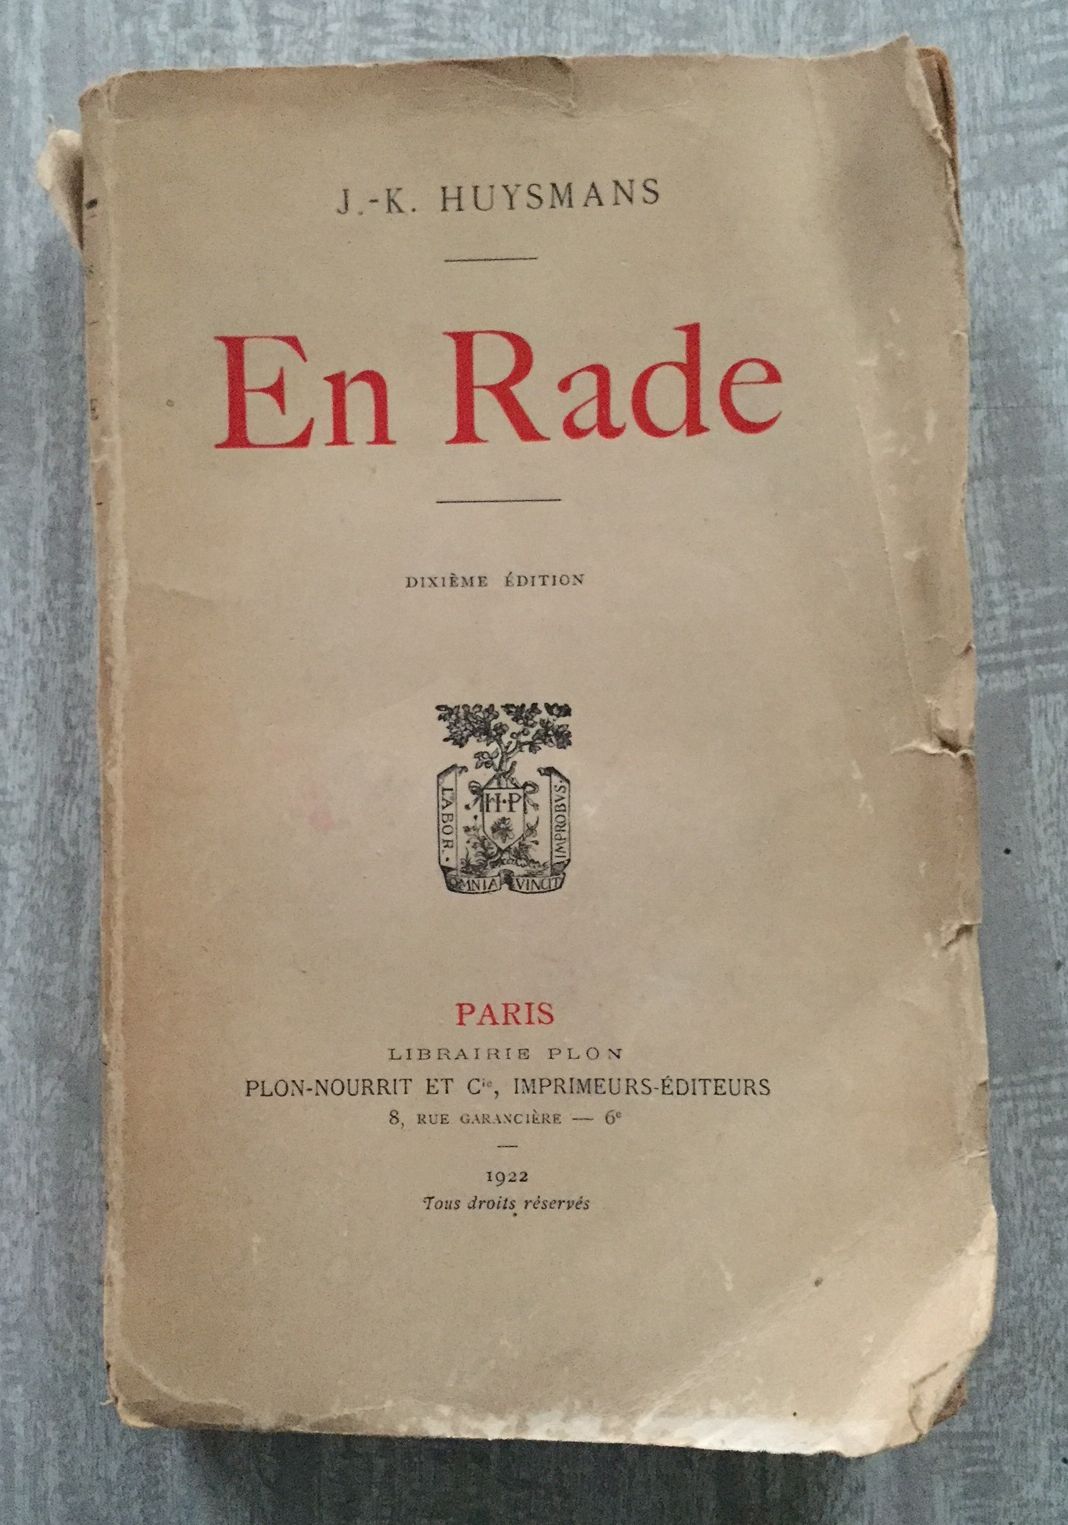 J.-K. HUYSMANS
En Rade
DIXIÈME ÉDITION
LABOR.
H·P
IMPROBVS.
OMNIA VINCIT
PARIS
LIBRAIRIE PLON
PLON-NOURRIT ET Cie, IMPRIMEURS-ÉDITEURS
8, RUE GARANCIÈRE — 6e
1922
Tous droits réservés